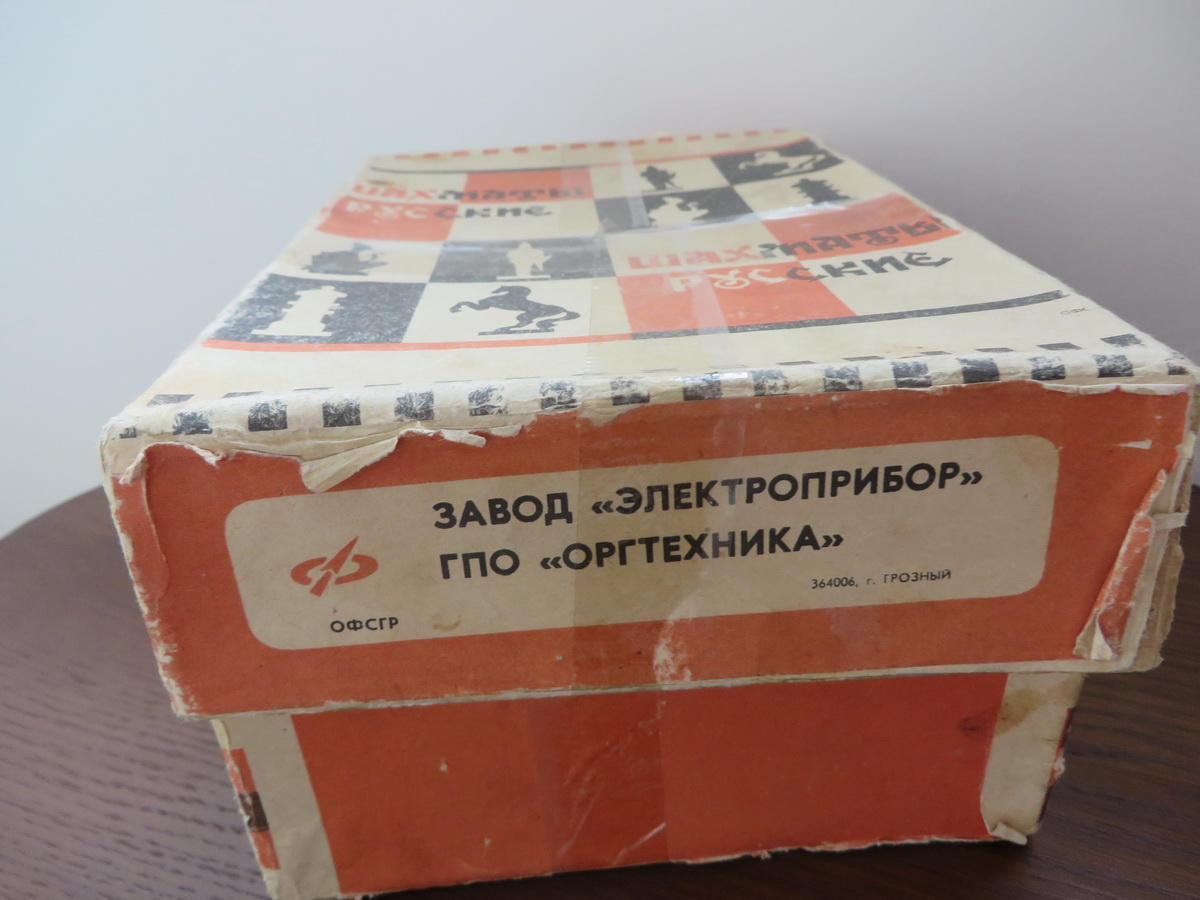 ШАХМАТЫ
РУССКИЕ
ШАХМАТЫ
РУССКИЕ
ЗАВОД «ЭЛЕКТРОПРИБОР»
ГПО «ОРГТЕХНИКА»
364006, г. ГРОЗНЫЙ
ОФСГР